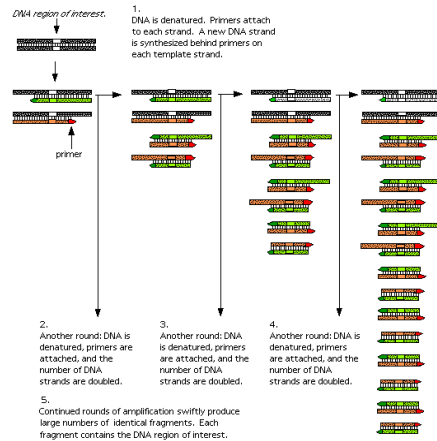 DNA region of interest.
1.
DNA is denatured. Primers attach
to each strand. A new DNA strand
is synthesized behind primers on
each template strand.
primer
2.
Another round: DNA is
denatured, primers are
attached, and the
number of DNA
strands are doubled.
3.
Another round: DNA
is denatured, primers
are attached, and the
number of DNA
strands are doubled.
4.
Another round: DNA is
denatured, primers are
attached, and the
number of DNA
strands are doubled.
5.
Continued rounds of amplification swiftly produce
large numbers of identical fragments. Each
fragment contains the DNA region of interest.